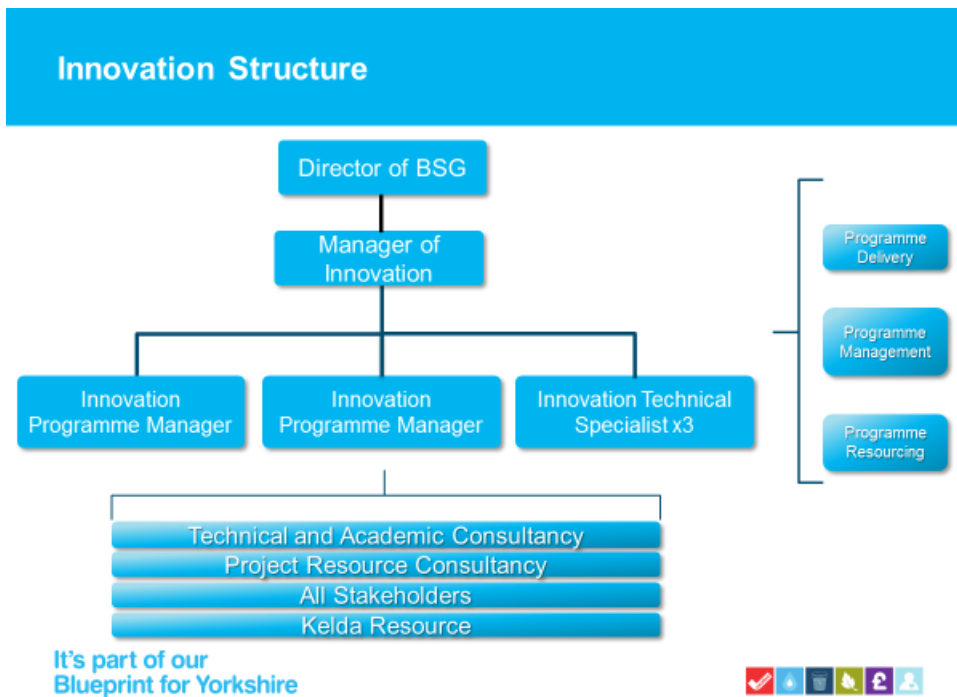 Innovation Structure
Director of BSG
Manager of
Innovation
Innovation
Programme Manager
Innovation
Programme Manager
Innovation Technical
Specialist x3
Programme
Delivery
Programme
Management
Programme
Resourcing
Technical and Academic Consultancy
Project Resource Consultancy
All Stakeholders
Kelda Resource
It's part of our
Blueprint for Yorkshire
£